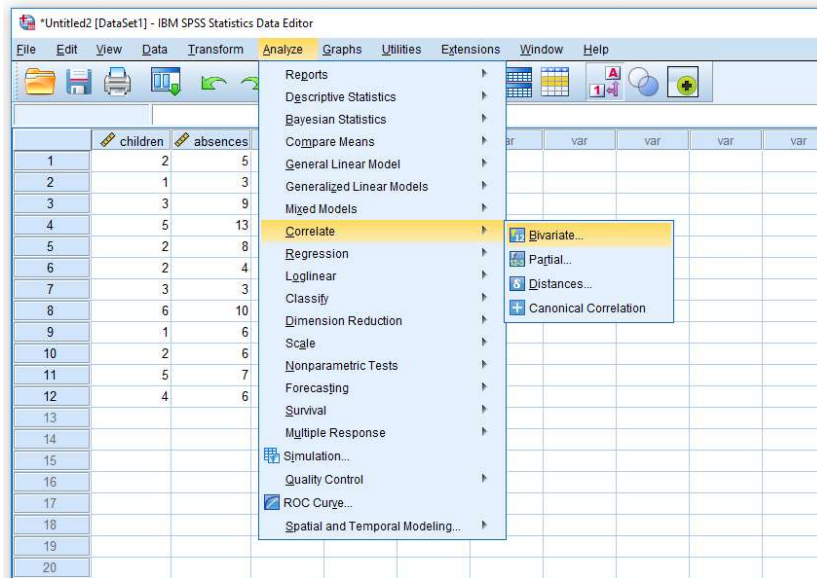 *Untitled2 [DataSet1] - IBM SPSS Statistics Data Editor
File Edit View Data Transform Analyze Graphs Utilities Extensions Window Help
Reports
Descriptive Statistics
Bayesian Statistics
Compare Means
General Linear Model
Generalized Linear Models
Mixed Models
Correlate
Regression
Loglinear
Classify
Dimension Reduction
Scale
Nonparametric Tests
Forecasting
Survival
Multiple Response
Simulation...
Quality Control
ROC Curve...
Spatial and Temporal Modeling...
Bivariate...
Partial...
Distances...
Canonical Correlation
A
1
children absences var var var var
1 2 5
2 1 3
3 3 9
4 5 13
5 2 8
6 2 4
7 3 3
8 6 10
9 1 6
10 2 6
11 5 7
12 4 6
13
14
15
16
17
18
19
20